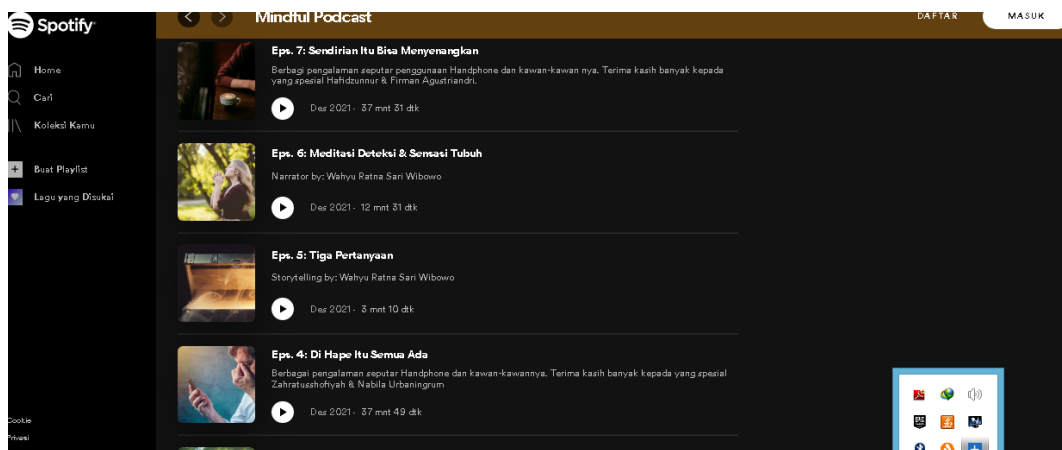 Spotify
Mindful Podcast
DAFTAR
MASUK
Home
Cari
Koleksi Kamu
Buat Playlist
Lagu yang Disukai
Eps. 7: Sendirian Itu Bisa Menyenangkan
Berbagi pengalaman seputar penggunaan Handphone dan kawan-kawan nya. Terima kasih banyak kepada
yang spesial Hafidzunnur & Firman Agustriandri.
Des 2021 · 37 mnt 31 dtk
Eps. 6: Meditasi Deteksi & Sensasi Tubuh
Narrator by: Wahyu Ratna Sari Wibowo
Des 2021 · 12 mnt 31 dtk
Eps. 5: Tiga Pertanyaan
Storytelling by: Wahyu Ratna Sari Wibowo
Des 2021 · 3 mnt 10 dtk
Eps. 4: Di Hape Itu Semua Ada
Berbagai pengalaman seputar Handphone dan kawan-kawannya. Terima kasih banyak kepada yang spesial
Zahratusshofiyah & Nabila Urbaningrum
Des 2021 · 37 mnt 49 dtk
Cookie
Privasi